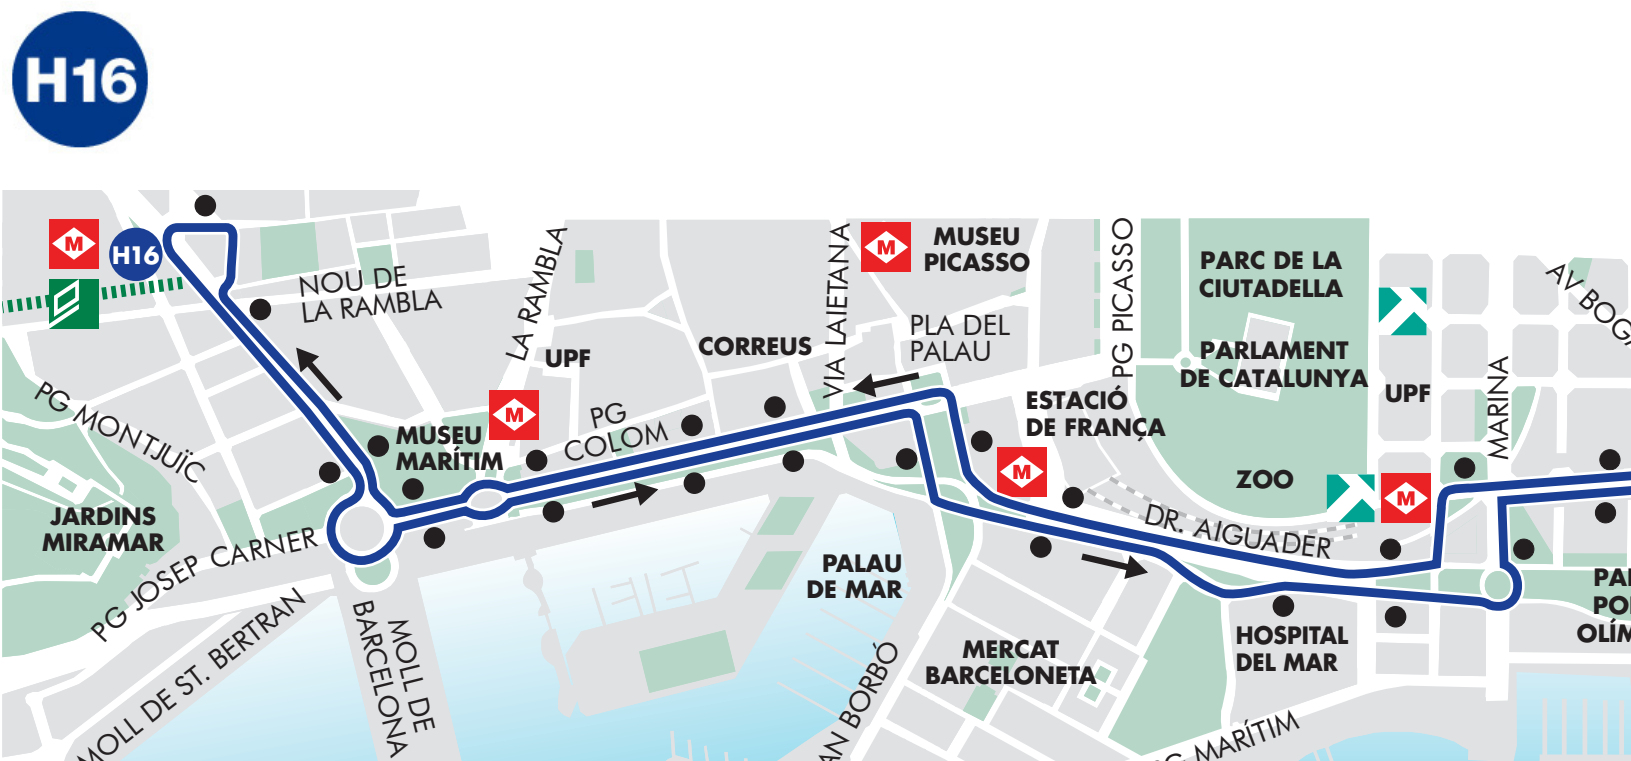 H16
M
H16
NOU DE
LA RAMBLA
LA RAMBLA
UPF
CORREUS
VIA LAIETANA
M
MUSEU
PICASSO
PLA DEL
PALAU
PG PICASSO
PARC DE LA
CIUTADELLA
PARLAMENT
DE CATALUNYA
UPF
MARINA
PG MONTJUÏC
MUSEU
MARÍTIM
M
PG
COLOM
ESTACIÓ
DE FRANÇA
M
ZOO
M
JARDINS
MIRAMAR
PG JOSEP CARNER
DR. AIGUADER
PALAU
DE MAR
MOLL DE ST. BERTRAN
MOLL DE
BARCELONA
MERCAT
BARCELONETA
HOSPITAL
DEL MAR